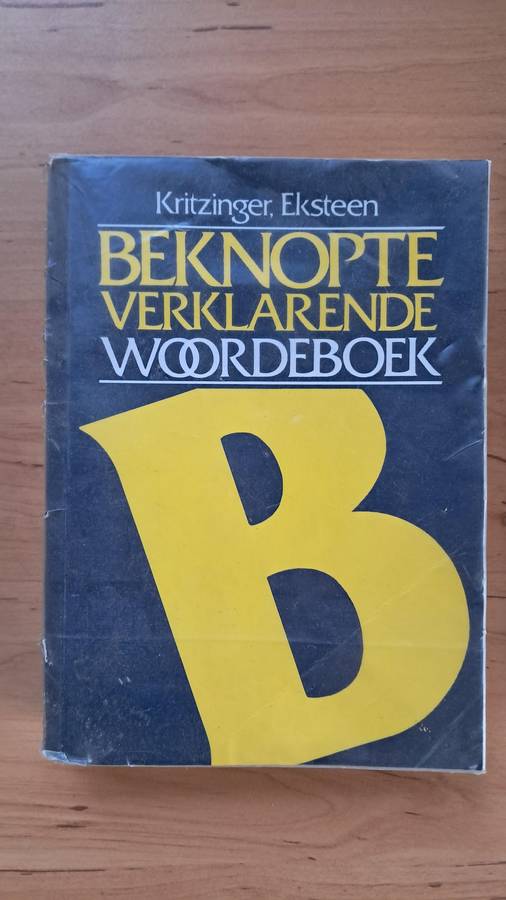 Kritzinger, Eksteen
BEKNOPTE
VERKLARENDE
WOORDEBOEK
B